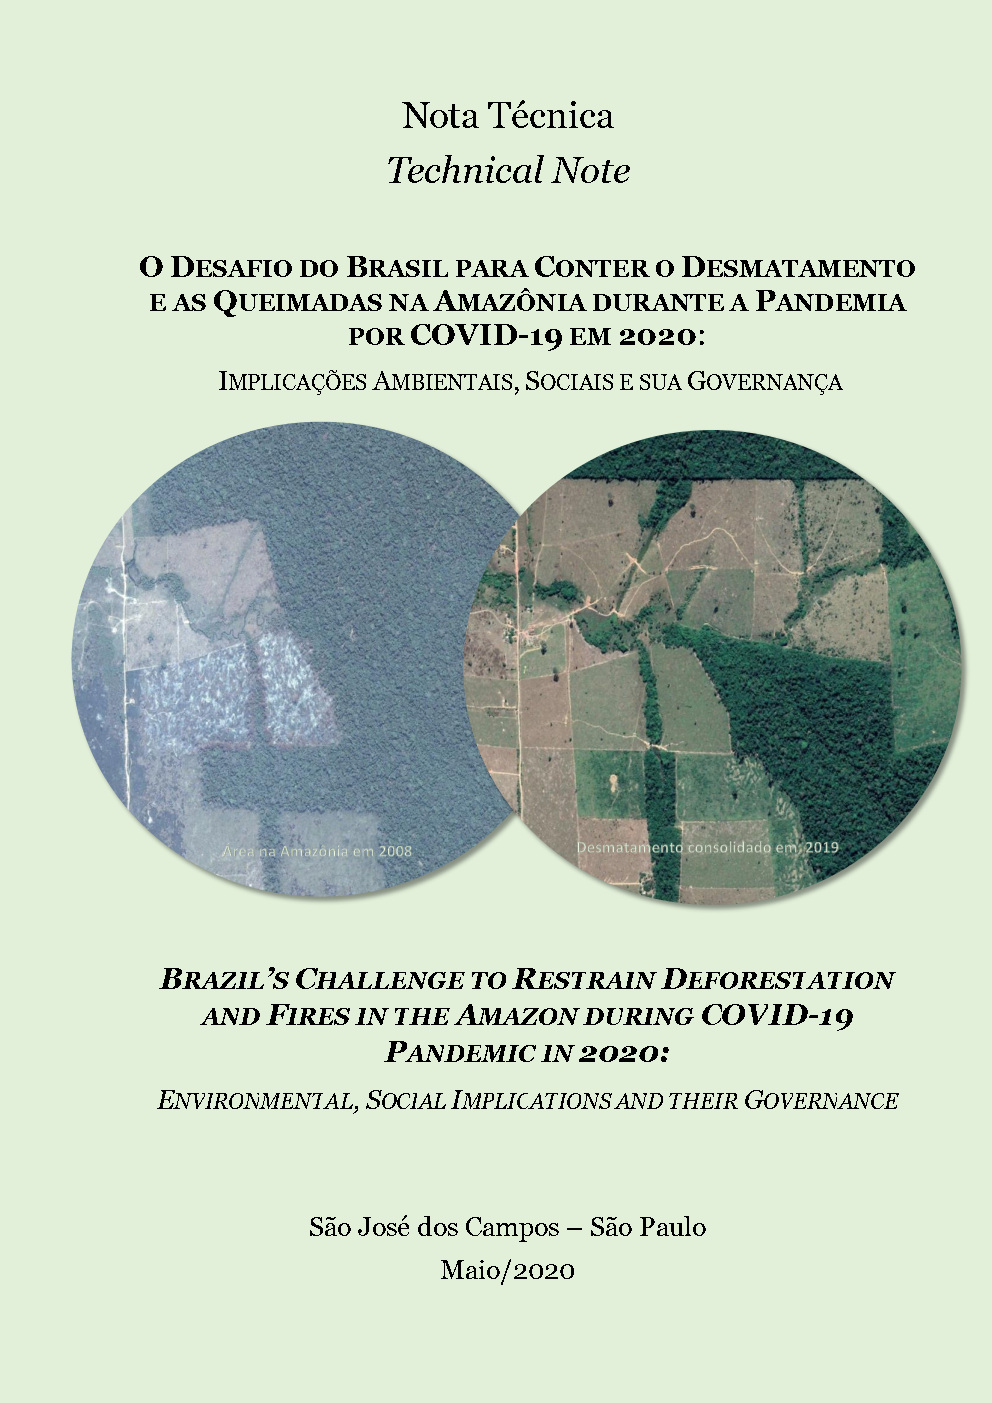 Nota Técnica
Technical Note
O DESAFIO DO BRASIL PARA CONTER O DESMATAMENTO
E AS QUEIMADAS NA AMAZÔNIA DURANTE A PANDEMIA
POR COVID-19 EM 2020:
IMPLICAÇÕES AMBIENTAIS, SOCIAIS E SUA GOVERNANÇA
Área na Amazônia em 2008
Desmatamento consolidado em 2019
BRAZIL’S CHALLENGE TO RESTRAIN DEFORESTATION
AND FIRES IN THE AMAZON DURING COVID-19
PANDEMIC IN 2020:
ENVIRONMENTAL, SOCIAL IMPLICATIONS AND THEIR GOVERNANCE
São José dos Campos – São Paulo
Maio/2020